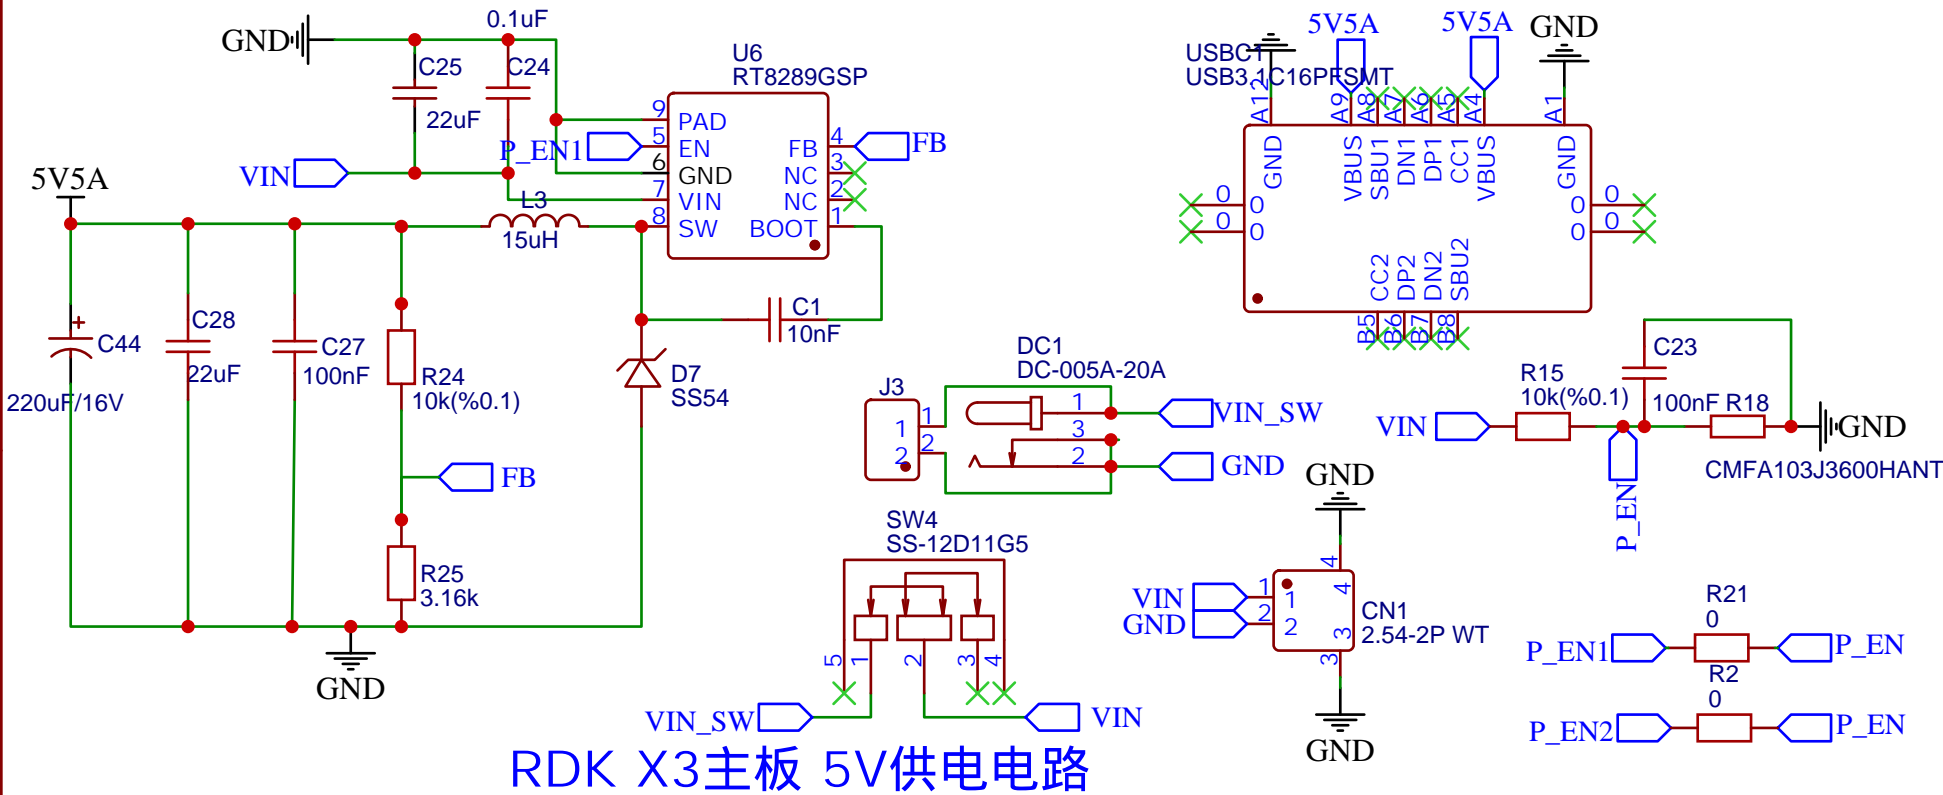 0.1uF
GND
C25
C24
22uF
U6
RT8289GSP
9
PAD
5
EN
6
GND
7
VIN
8
SW
4
FB
3
NC
2
NC
1
BOOT
P_EN1
FB
VIN
5V5A
L3
15uH
C44
220uF/16V
C28
22uF
C27
100nF
R24
10k(%0.1)
FB
R25
3.16k
GND
D7
SS54
C1
10nF
USBC1
USB3.1C16PFSMT
5V5A
5V5A
GND
A12
A9
A8
A7
A6
A5
A4
A1
GND
VBUS
SBU1
DN1
DP1
CC1
VBUS
GND
0
0
0
0
0
0
0
0
CC2
DP2
DN2
SBU2
B5
B6
B7
B8
DC1
DC-005A-20A
J3
1
1
2
2
1
3
2
VIN_SW
GND
SW4
SS-12D11G5
5
1
2
3
4
VIN_SW
VIN
GND
4
4
VIN
1
1
GND
2
2
3
3
CN1
2.54-2P WT
GND
C23
100nF
R15
10k(%0.1)
R18
CMFA103J3600HANT
VIN
P_EN
GND
R21
0
P_EN1
P_EN
R2
0
P_EN2
P_EN
RDK X3主板 5V供电电路